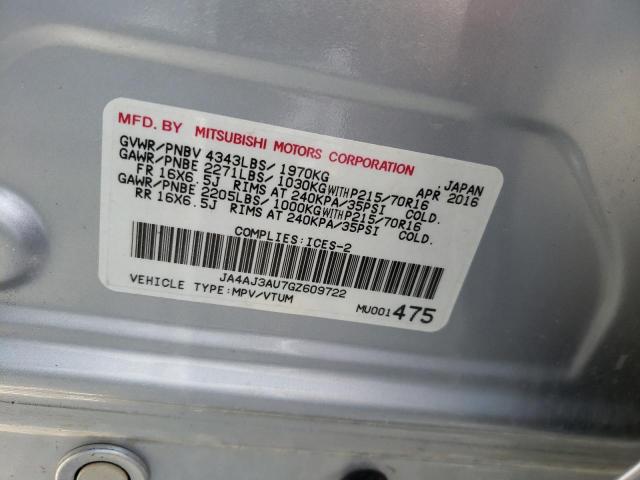 MFD. BY MITSUBISHI MOTORS CORPORATION
GVWR/PNBV 4343LBS/ 1970KG JAPAN
GAWR/PNBE 2271LBS/ 1030KG WITH P215/70R16 APR 2016
FR 16X6.5J RIMS AT 240KPA/35PSI COLD.
GAWR/PNBE 2205LBS/ 1000KG WITH P215/70R16
RR 16X6.5J RIMS AT 240KPA/35PSI COLD.
COMPLIES:ICES-2
JA4AJ3AU7GZ609722
VEHICLE TYPE:MPV/VTUM MU001475